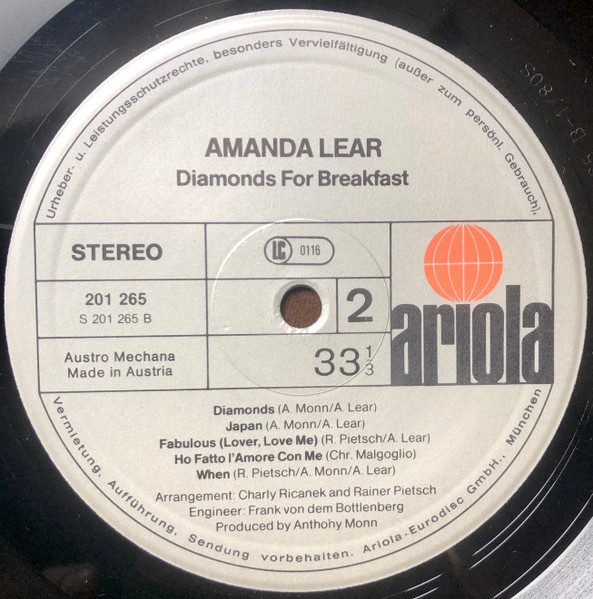 Urheber- u. Leistungsschutzrechte, besonders Vervielfältigung (außer zum persönl. Gebrauch),
AMANDA LEAR
Diamonds For Breakfast
STEREO
LC 0116
201 265
S 201 265 B
2
ariola
Austro Mechana
Made in Austria
33 1/3
Diamonds (A. Monn/A. Lear)
Japan (A. Monn/A. Lear)
Fabulous (Lover, Love Me) (R. Pietsch/A. Lear)
Ho Fatto l'Amore Con Me (Chr. Malgoglio)
When (R. Pietsch/A. Monn/A. Lear)
Arrangement: Charly Ricanek and Rainer Pietsch
Engineer: Frank von dem Bottlenberg
Produced by Anthony Monn
Vermietung, Aufführung, Sendung vorbehalten. Ariola-Eurodisc GmbH., München